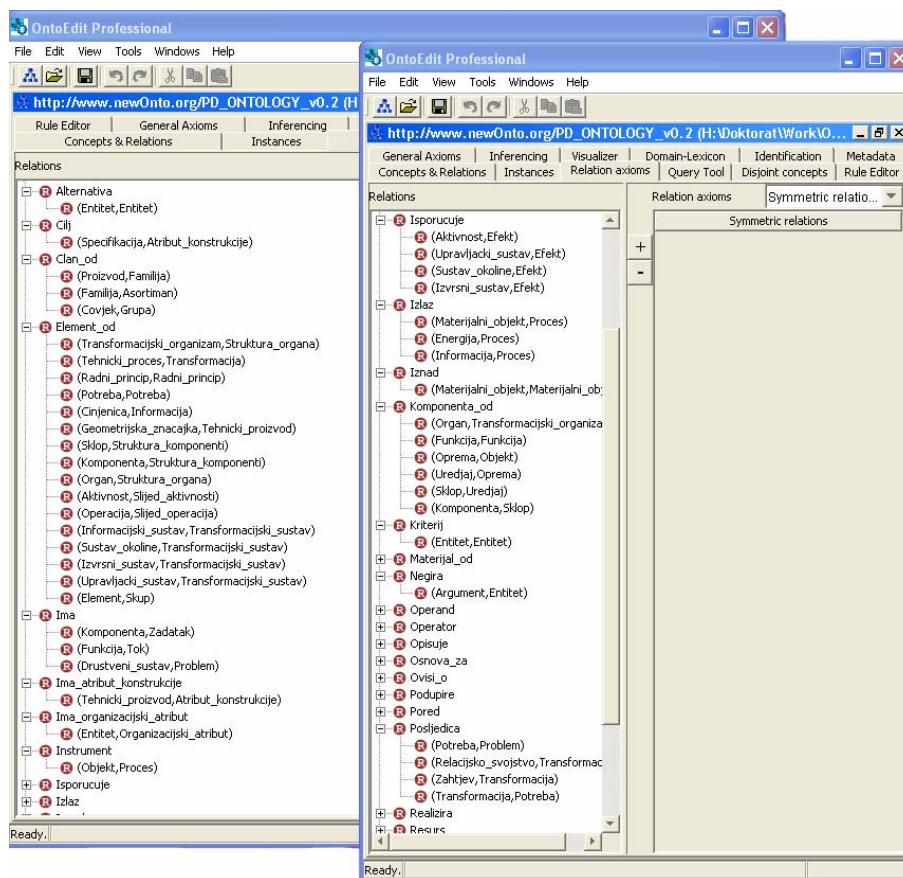 OntoEdit Professional
File Edit View Tools Windows Help
http://www.newOnto.org/PD_ONTOLOGY_v0.2 (H
Rule Editor General Axioms Inferencing
Concepts & Relations Instances
Relations
Alternativa
(Entitet,Entitet)
Cilj
(Specifikacija,Atribut_konstrukcije)
Clan_od
(Proizvod,Familija)
(Familija,Asortiman)
(Covjek,Grupa)
Element_od
(Transformacijski_organizam,Struktura_organa)
(Tehnicki_proces,Transformacija)
(Radni_princip,Radni_princip)
(Potreba,Potreba)
(Cinjenica,Informacija)
(Geometrijska_znacajka,Tehnicki_proizvod)
(Sklop,Struktura_komponenti)
(Komponenta,Struktura_komponenti)
(Organ,Struktura_organa)
(Aktivnost,Slijed_aktivnosti)
(Operacija,Slijed_operacija)
(Informacijski_sustav,Transformacijski_sustav)
(Sustav_okoline,Transformacijski_sustav)
(Izvrsni_sustav,Transformacijski_sustav)
(Upravljacki_sustav,Transformacijski_sustav)
(Element,Skup)
Ima
(Komponenta,Zadatak)
(Funkcija,Tok)
(Drustveni_sustav,Problem)
Ima_atribut_konstrukcije
(Tehnicki_proizvod,Atribut_konstrukcije)
Ima_organizacijski_atribut
(Entitet,Organizacijski_atribut)
Instrument
(Objekt,Proces)
Isporucuje
Izlaz
Ready.
OntoEdit Professional
File Edit View Tools Windows Help
http://www.newOnto.org/PD_ONTOLOGY_v0.2 (H:\Doktorat\Work\O...
General Axioms Inferencing Visualizer Domain-Lexicon Identification Metadata
Concepts & Relations Instances Relation axioms Query Tool Disjoint concepts Rule Editor
Relations
Isporucuje
(Aktivnost,Efekt)
(Upravljacki_sustav,Efekt)
(Sustav_okoline,Efekt)
(Izvrsni_sustav,Efekt)
Izlaz
(Materijalni_objekt,Proces)
(Energija,Proces)
(Informacija,Proces)
Iznad
(Materijalni_objekt,Materijalni_obj
Komponenta_od
(Organ,Transformacijski_organiza
(Funkcija,Funkcija)
(Oprema,Objekt)
(Uredjaj,Oprema)
(Sklop,Uredjaj)
(Komponenta,Sklop)
Kriterij
(Entitet,Entitet)
Materijal_od
Negira
(Argument,Entitet)
Operand
Operator
Opisuje
Osnova_za
Ovisi_o
Podupire
Pored
Posljedica
(Potreba,Problem)
(Relacijsko_svojstvo,Transformac
(Zahtjev,Transformacija)
(Transformacija,Potreba)
Realizira
Resurs
Relation axioms Symmetric relatio...
Symmetric relations
+
-
Ready.